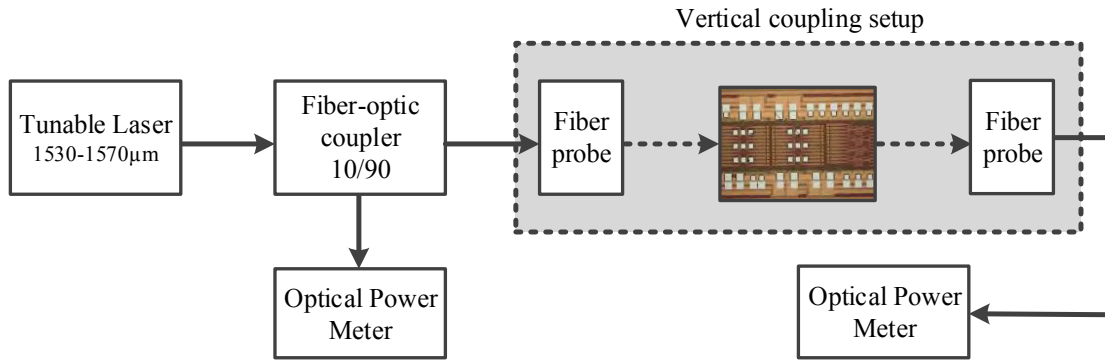 Vertical coupling setup
Tunable Laser
1530-1570µm
Fiber-optic
coupler
10/90
Fiber
probe
Fiber
probe
Optical Power
Meter
Optical Power
Meter